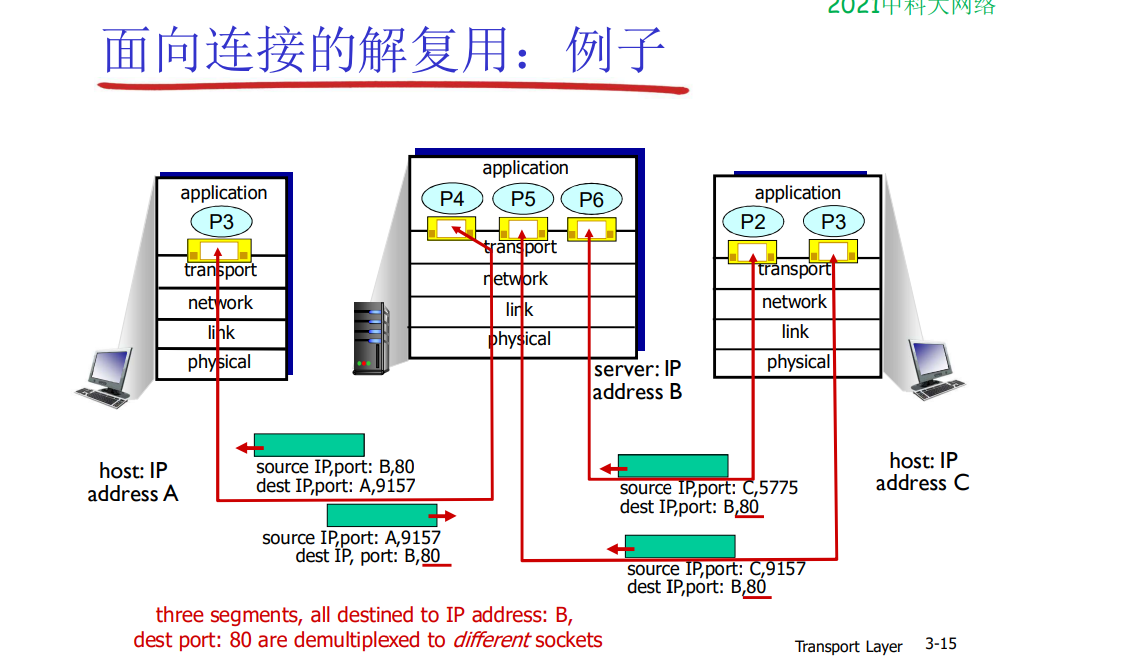 2021中科大网络
面向连接的解复用：例子
application
P3
transport
network
link
physical
application
P4 P5 P6
transport
network
link
physical
application
P2 P3
transport
network
link
physical
server: IP
address B
host: IP
address A
host: IP
address C
source IP,port: B,80
dest IP,port: A,9157
source IP,port: A,9157
dest IP, port: B,80
source IP,port: C,5775
dest IP,port: B,80
source IP,port: C,9157
dest IP,port: B,80
three segments, all destined to IP address: B,
dest port: 80 are demultiplexed to different sockets
Transport Layer 3-15